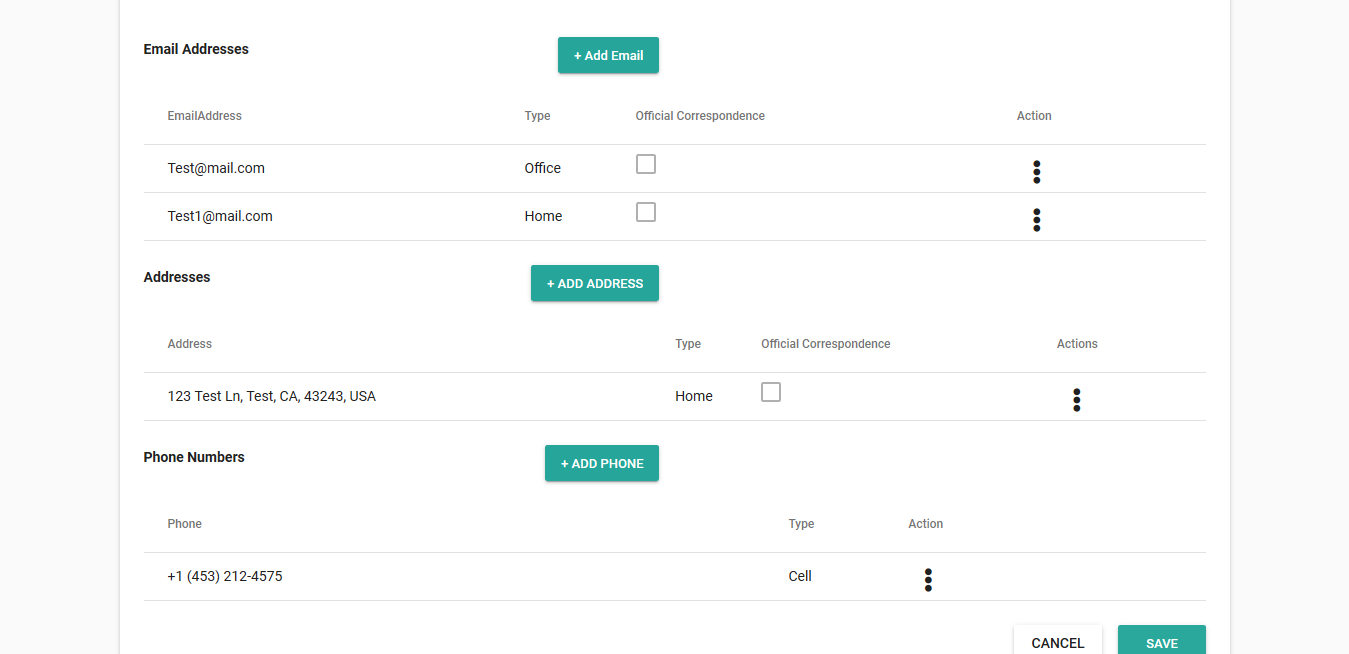 Email Addresses + Add Email
EmailAddress Type Official Correspondence Action
Test@mail.com Office
Test1@mail.com Home
Addresses + ADD ADDRESS
Address Type Official Correspondence Actions
123 Test Ln, Test, CA, 43243, USA Home
Phone Numbers + ADD PHONE
Phone Type Action
+1 (453) 212-4575 Cell
CANCEL SAVE